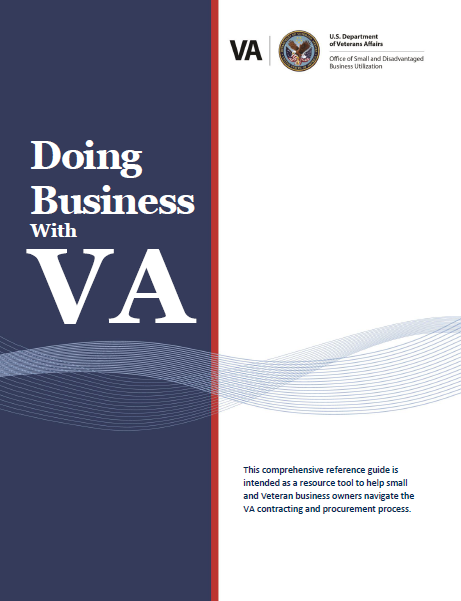 VA
U.S. Department
of Veterans Affairs
Office of Small and Disadvantaged
Business Utilization
Doing
Business
With
VA
This comprehensive reference guide is
intended as a resource tool to help small
and Veteran business owners navigate the
VA contracting and procurement process.